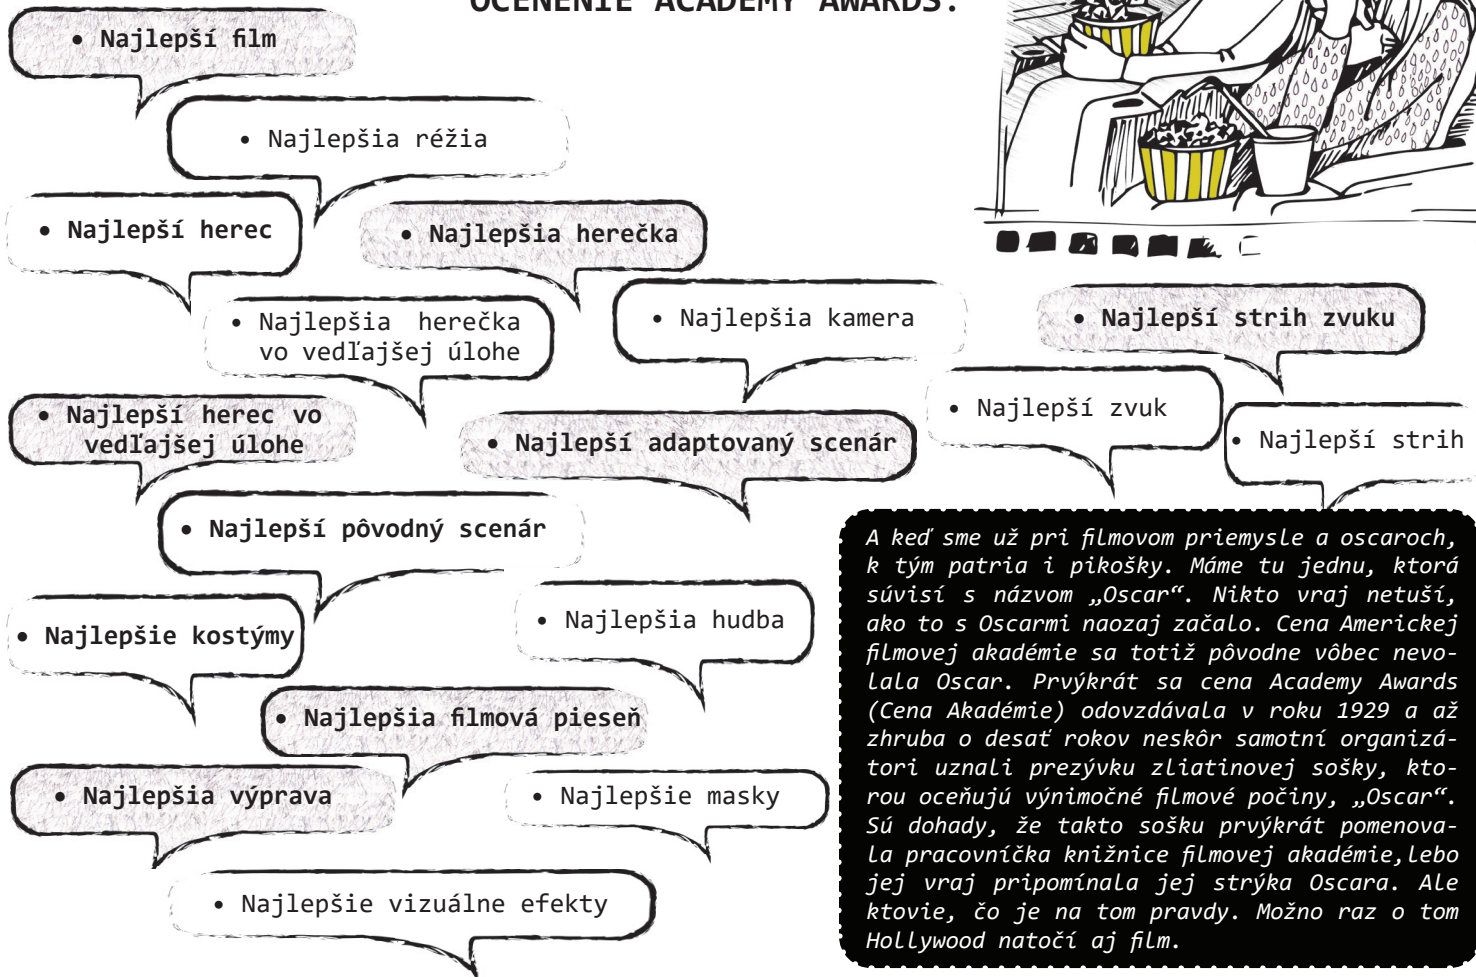 OCENENIE ACADEMY AWARDS:
• Najlepší film
• Najlepšia réžia
• Najlepší herec
• Najlepšia herečka
• Najlepšia herečka
vo vedľajšej úlohe
• Najlepšia kamera
• Najlepší strih zvuku
• Najlepší herec vo
vedľajšej úlohe
• Najlepší adaptovaný scenár
• Najlepší zvuk
• Najlepší strih
• Najlepší pôvodný scenár
• Najlepšie kostýmy
• Najlepšia hudba
• Najlepšia filmová pieseň
• Najlepšia výprava
• Najlepšie masky
• Najlepšie vizuálne efekty
A keď sme už pri filmovom priemysle a oscaroch,
k tým patria i pikošky. Máme tu jednu, ktorá
súvisí s názvom „Oscar“. Nikto vraj netuší,
ako to s Oscarmi naozaj začalo. Cena Americkej
filmovej akadémie sa totiž pôvodne vôbec nevo-
lala Oscar. Prvýkrát sa cena Academy Awards
(Cena Akadémie) odovzdávala v roku 1929 a až
zhruba o desať rokov neskôr samotní organizá-
tori uznali prezývku zliatinovej sošky, kto-
rou oceňujú výnimočné filmové počiny, „Oscar“.
Sú dohady, že takto sošku prvýkrát pomenova-
la pracovníčka knižnice filmovej akadémie,lebo
jej vraj pripomínala jej strýka Oscara. Ale
ktovie, čo je na tom pravdy. Možno raz o tom
Hollywood natočí aj film.